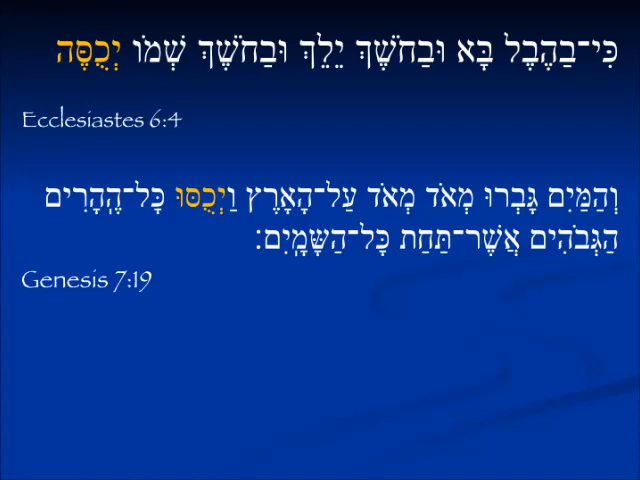 כִּי־בַהֶבֶל בָּא וּבַחֹשֶׁךְ יֵלֵךְ וּבַחֹשֶׁךְ שְׁמוֹ יְכֻסֶּה
Ecclesiastes 6:4
וְהַמַּיִם גָּבְרוּ מְאֹד מְאֹד עַל־הָאָרֶץ וַיְכֻסּוּ כָּל־הֶהָרִים
הַגְּבֹהִים אֲשֶׁר־תַּחַת כָּל־הַשָּׁמָיִם׃
Genesis 7:19